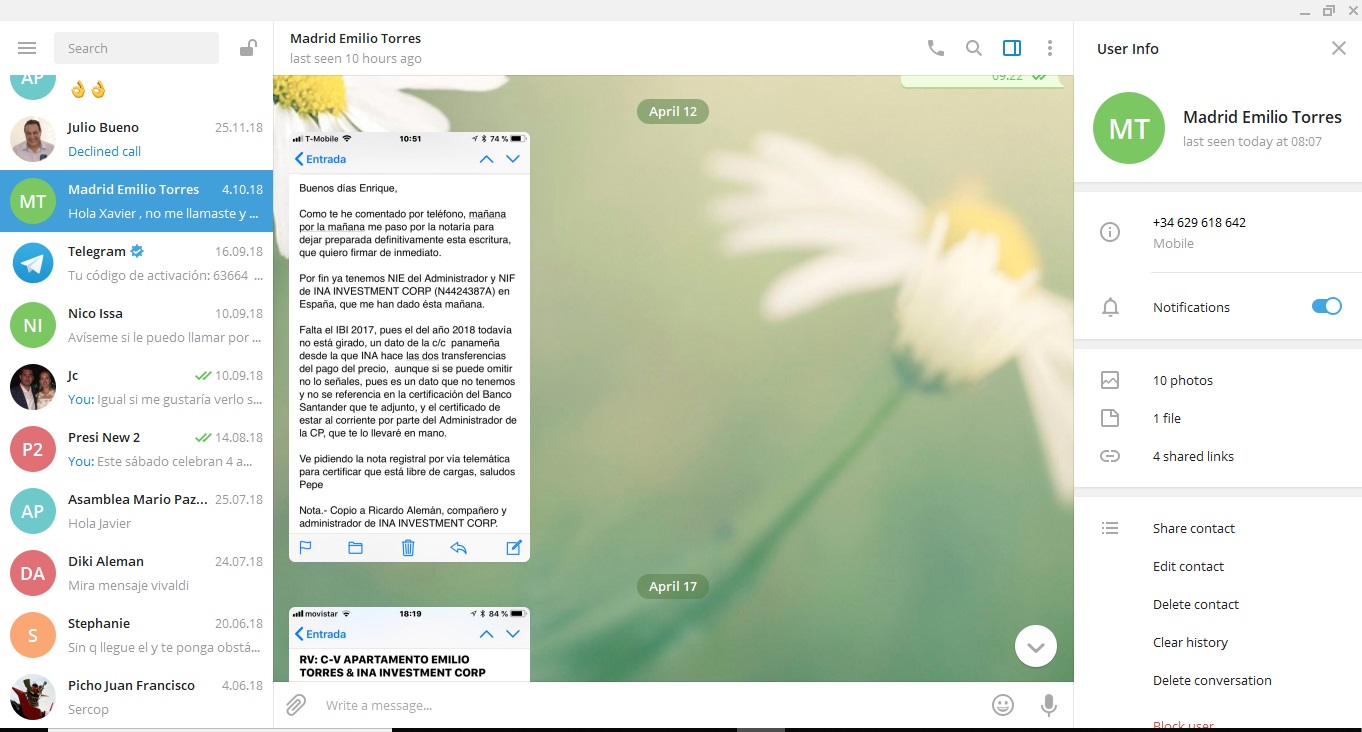 Search
AP
👌👌
Julio Bueno 25.11.18
Declined call
MT
Madrid Emilio Torres 4.10.18
Hola Xavier , no me llamaste y ...
Telegram 16.09.18
Tu código de activación: 63664 ...
NI
Nico Issa 10.09.18
Avíseme si le puedo llamar por ...
Jc 10.09.18
You: Igual si me gustaría verlo s...
P2
Presi New 2 14.08.18
You: Este sábado celebran 4 a...
AP
Asamblea Mario Paz... 25.07.18
Hola Javier
DA
Diki Aleman 24.07.18
Mira mensaje vivaldi
S
Stephanie 20.06.18
Sin q llegue el y te ponga obstá...
Picho Juan Francisco 4.06.18
Sercop
Madrid Emilio Torres
last seen 10 hours ago
09:22
April 12
T-Mobile 10:51 74 %
Entrada
Buenos días Enrique,
Como te he comentado por teléfono, mañana
por la mañana me paso por la notaría para
dejar preparada definitivamente esta escritura,
que quiero firmar de inmediato.
Por fin ya tenemos NIE del Administrador y NIF
de INA INVESTMENT CORP (N4424387A) en
España, que me han dado ésta mañana.
Falta el IBI 2017, pues el del año 2018 todavía
no está girado, un dato de la c/c panameña
desde la que INA hace las dos transferencias
del pago del precio, aunque si se puede omitir
no lo señales, pues es un dato que no tenemos
y no se referencia en la certificación del Banco
Santander que te adjunto, y el certificado de
estar al corriente por parte del Administrador de
la CP, que te lo llevaré en mano.
Ve pidiendo la nota registral por vía telemática
para certificar que está libre de cargas, saludos
Pepe
Nota.- Copio a Ricardo Alemán, compañero y
administrador de INA INVESTMENT CORP.
April 17
movistar 18:19 84 %
Entrada
RV: C-V APARTAMENTO EMILIO
TORRES & INA INVESTMENT CORP
Write a message...
User Info
MT
Madrid Emilio Torres
last seen today at 08:07
+34 629 618 642
Mobile
Notifications
10 photos
1 file
4 shared links
Share contact
Edit contact
Delete contact
Clear history
Delete conversation
Block user